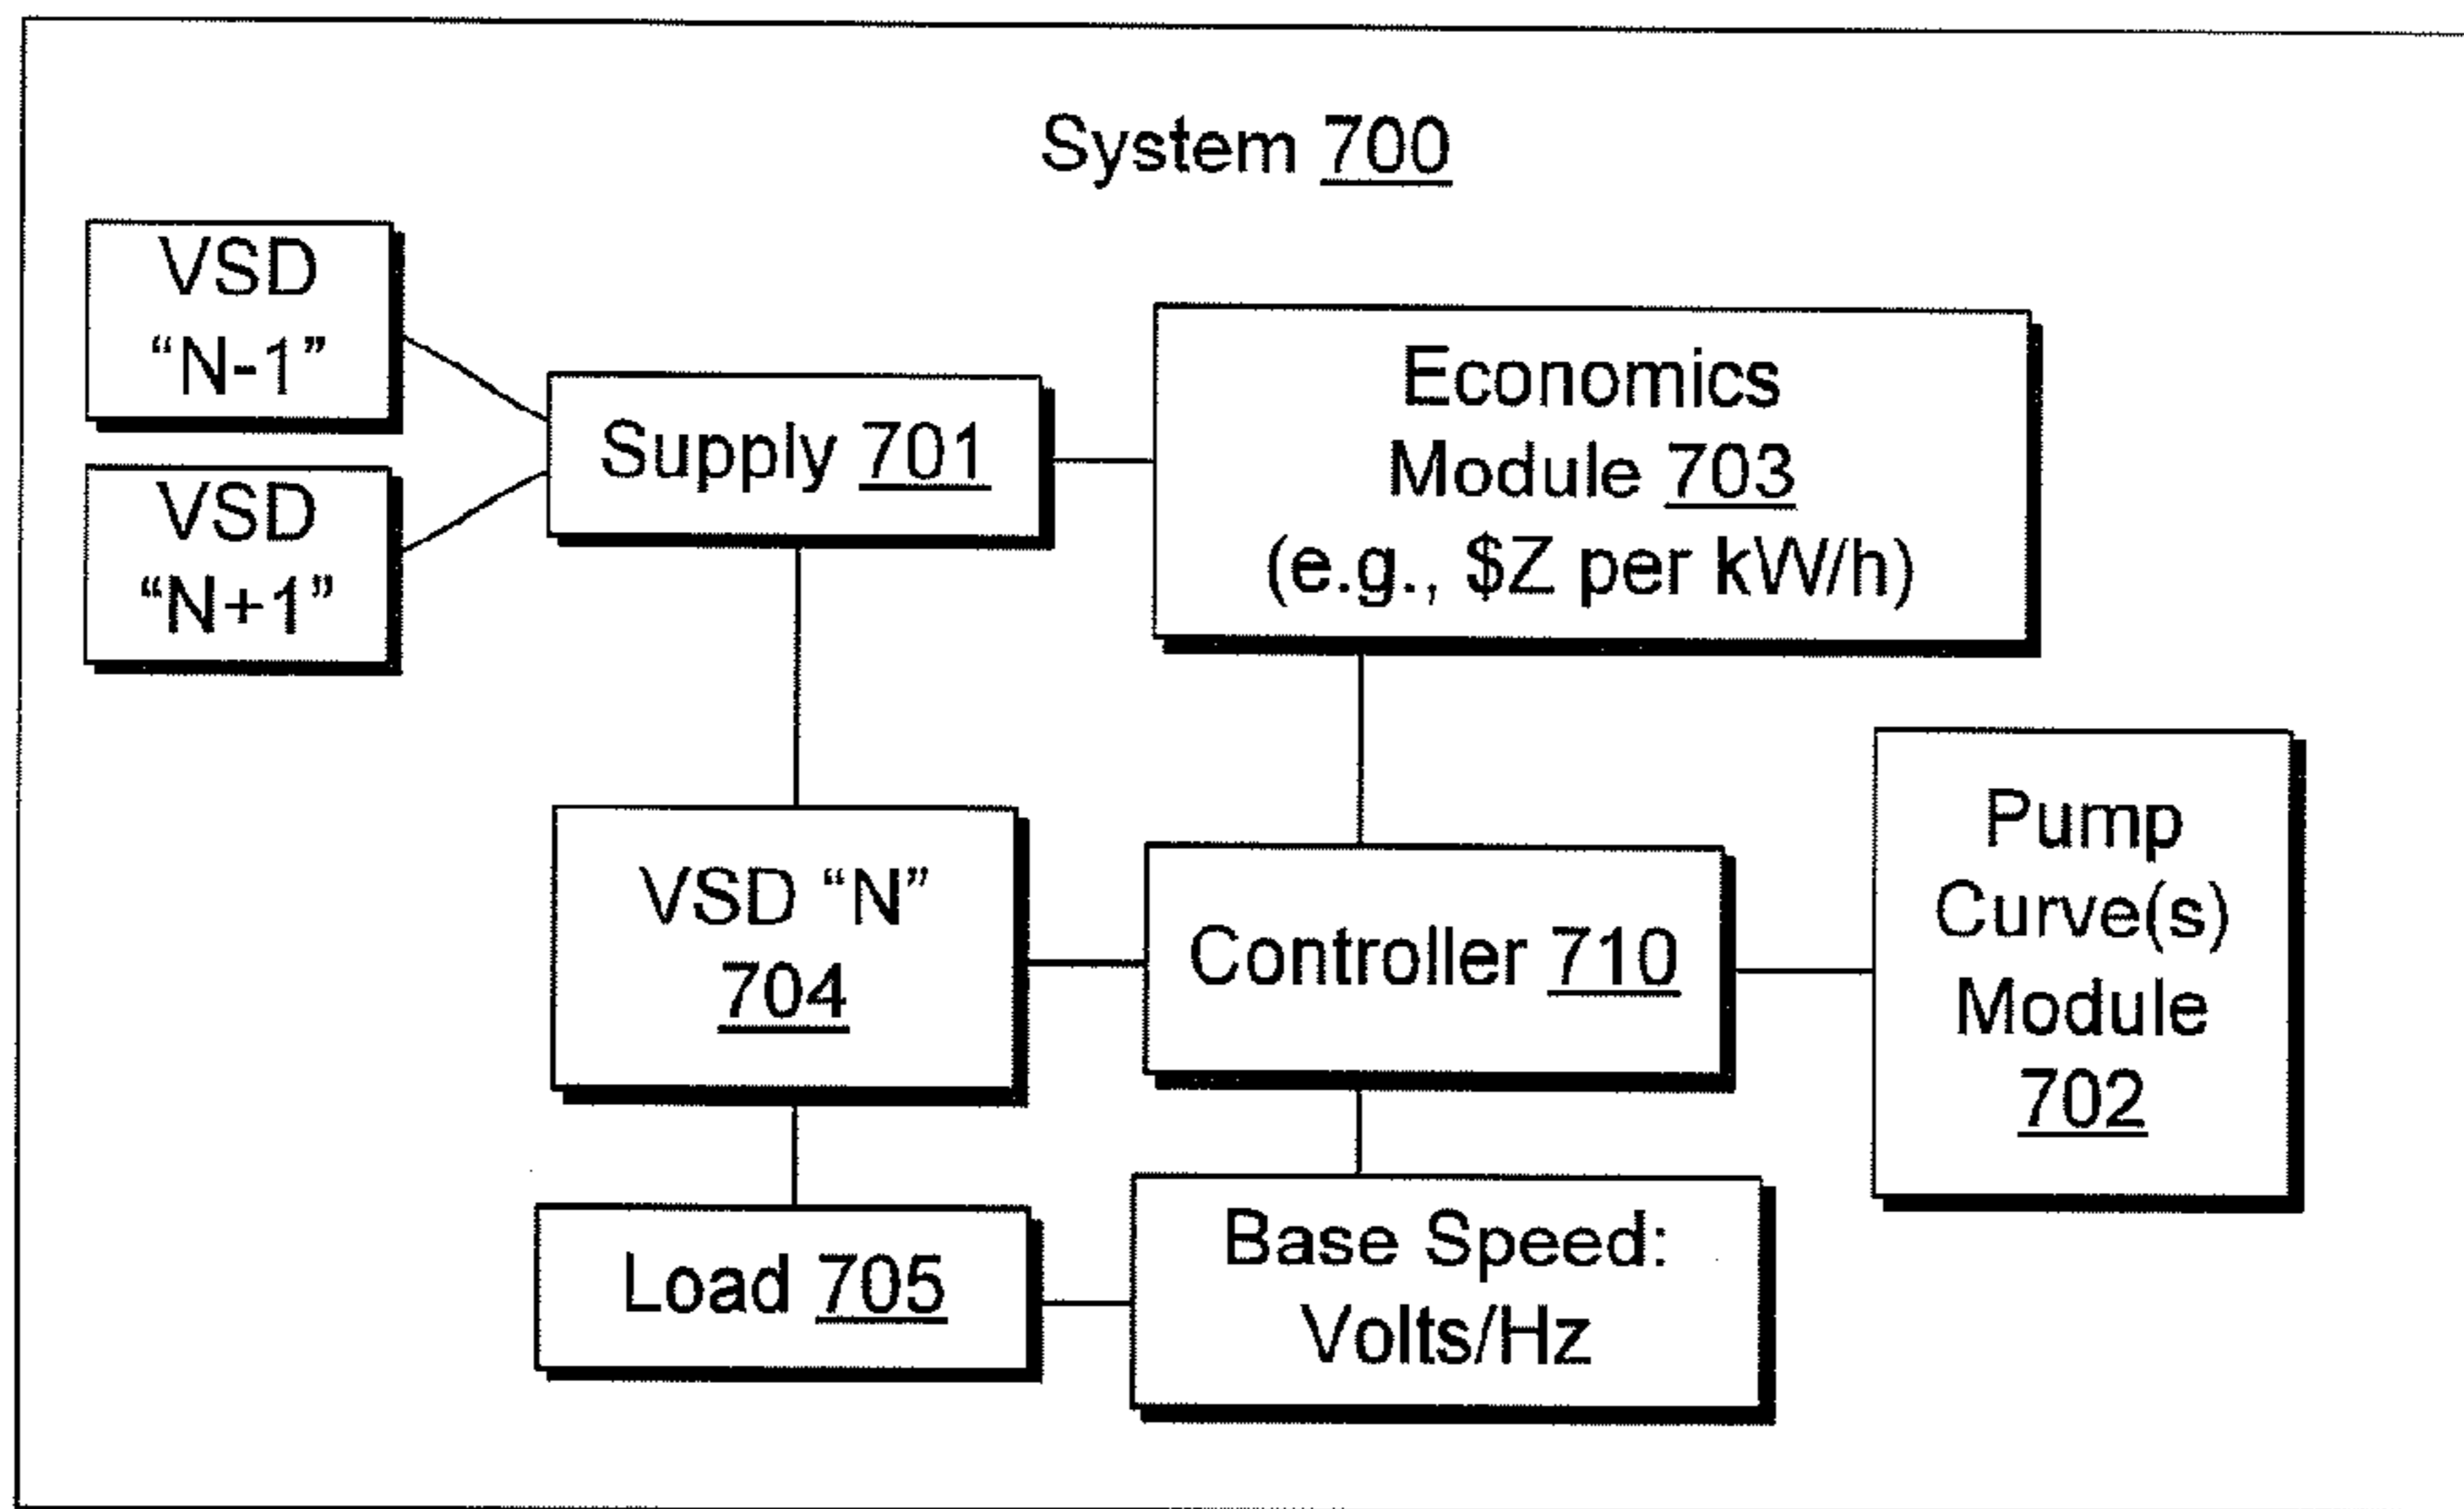 System 700
VSD
“N-1”
VSD
“N+1”
Supply 701
Economics
Module 703
(e.g., $Z per kW/h)
VSD “N”
704
Controller 710
Pump
Curve(s)
Module
702
Load 705
Base Speed:
Volts/Hz